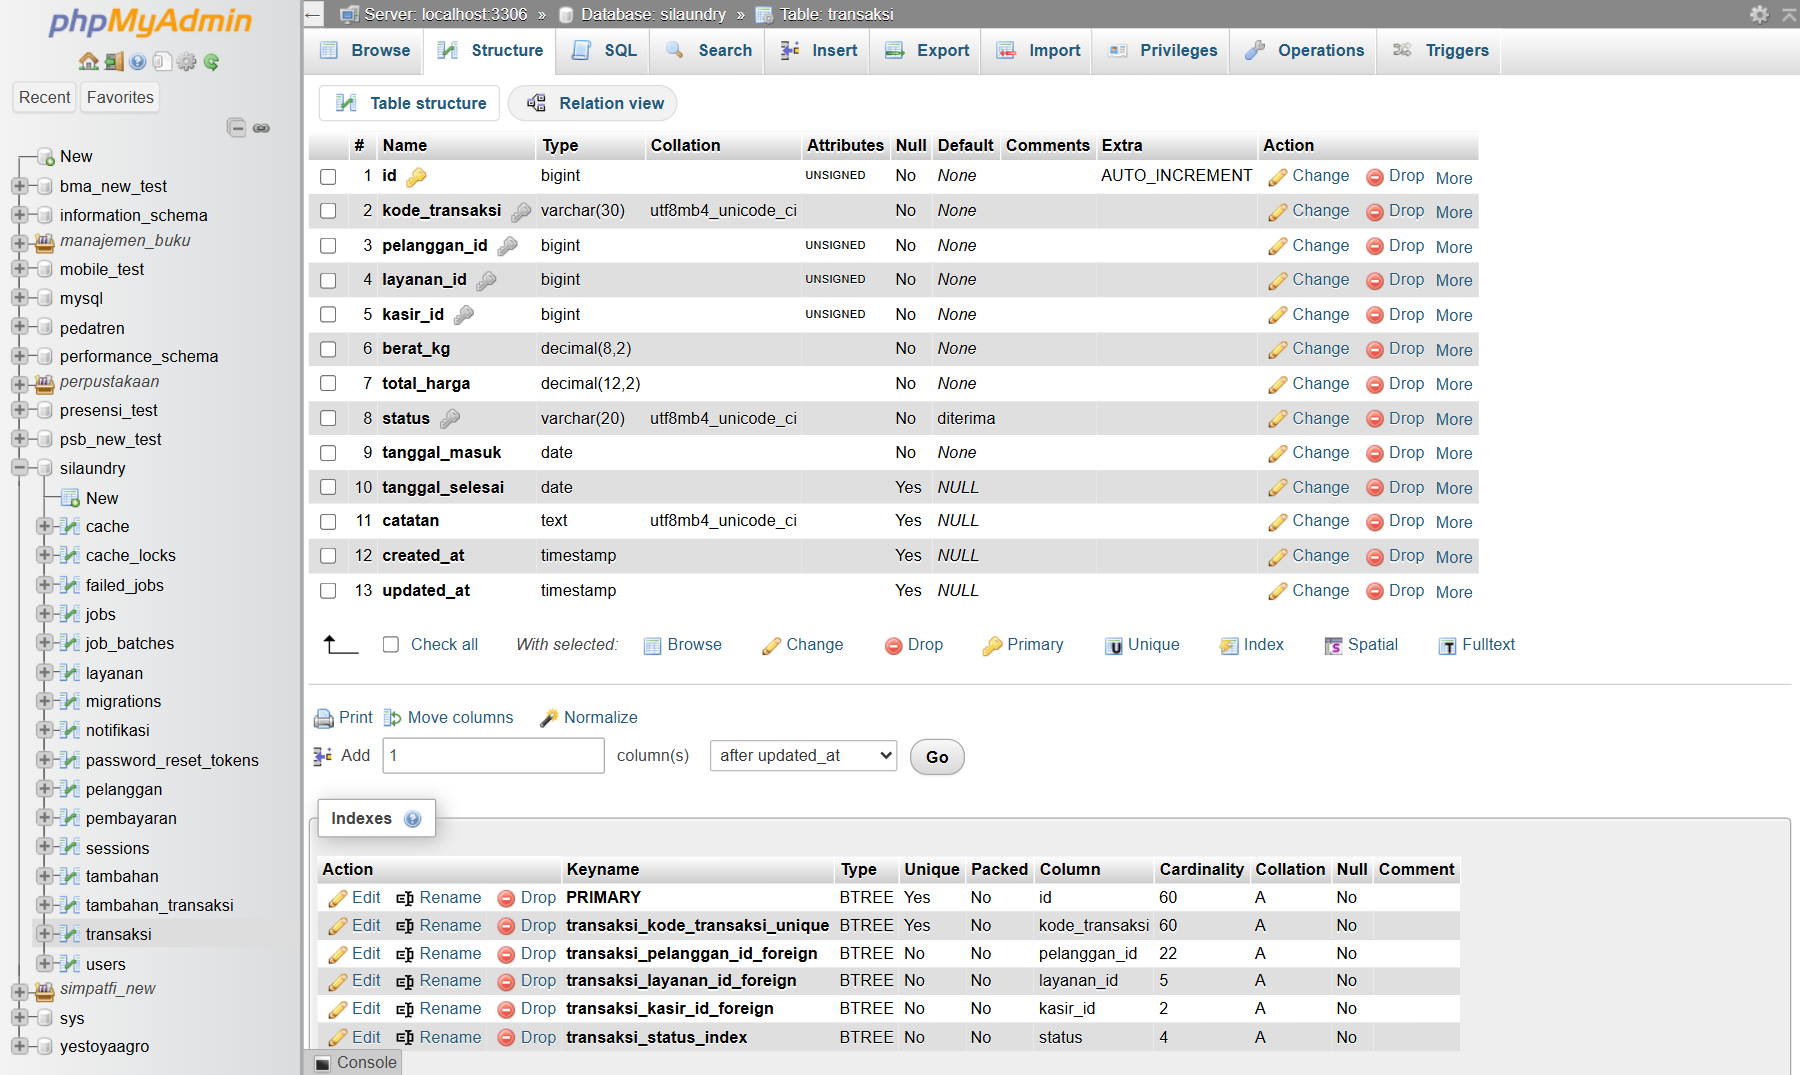 phpMyAdmin
Recent Favorites
New
bma_new_test
information_schema
manajemen_buku
mobile_test
mysql
pedatren
performance_schema
perpustakaan
presensi_test
psb_new_test
silaundry
New
cache
cache_locks
failed_jobs
jobs
job_batches
layanan
migrations
notifikasi
password_reset_tokens
pelanggan
pembayaran
sessions
tambahan
tambahan_transaksi
transaksi
users
simpatfi_new
sys
yestoyaagro
Server: localhost:3306 » Database: silaundry » Table: transaksi
Browse Structure SQL Search Insert Export Import Privileges Operations Triggers
Table structure Relation view
# Name Type Collation Attributes Null Default Comments Extra Action
1 id bigint UNSIGNED No None AUTO_INCREMENT Change Drop More
2 kode_transaksi varchar(30) utf8mb4_unicode_ci No None Change Drop More
3 pelanggan_id bigint UNSIGNED No None Change Drop More
4 layanan_id bigint UNSIGNED No None Change Drop More
5 kasir_id bigint UNSIGNED No None Change Drop More
6 berat_kg decimal(8,2) No None Change Drop More
7 total_harga decimal(12,2) No None Change Drop More
8 status varchar(20) utf8mb4_unicode_ci No diterima Change Drop More
9 tanggal_masuk date No None Change Drop More
10 tanggal_selesai date Yes NULL Change Drop More
11 catatan text utf8mb4_unicode_ci Yes NULL Change Drop More
12 created_at timestamp Yes NULL Change Drop More
13 updated_at timestamp Yes NULL Change Drop More
Check all With selected: Browse Change Drop Primary Unique Index Spatial Fulltext
Print Move columns Normalize
Add 1 column(s) after updated_at Go
Indexes
Action Keyname Type Unique Packed Column Cardinality Collation Null Comment
Edit Rename Drop PRIMARY BTREE Yes No id 60 A No
Edit Rename Drop transaksi_kode_transaksi_unique BTREE Yes No kode_transaksi 60 A No
Edit Rename Drop transaksi_pelanggan_id_foreign BTREE No No pelanggan_id 22 A No
Edit Rename Drop transaksi_layanan_id_foreign BTREE No No layanan_id 5 A No
Edit Rename Drop transaksi_kasir_id_foreign BTREE No No kasir_id 2 A No
Edit Rename Drop transaksi_status_index BTREE No No status 4 A No
Console